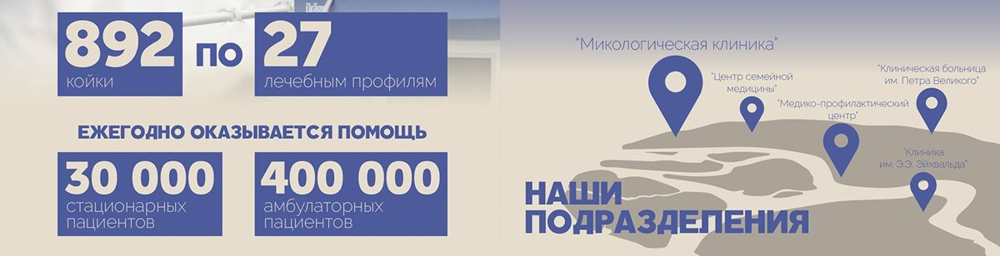 892 ПО 27
койки
лечебным профилям
ЕЖЕГОДНО ОКАЗЫВАЕТСЯ ПОМОЩЬ
30 000
стационарных
пациентов
400 000
амбулаторных
пациентов
"Микологическая клиника"
"Центр семейной
медицины"
"Клиническая больница
им. Петра Великого"
"Медико-профилактический
центр"
"Клиника
им. Э.Э. Эйхвальда"
НАШИ
ПОДРАЗДЕЛЕНИЯ